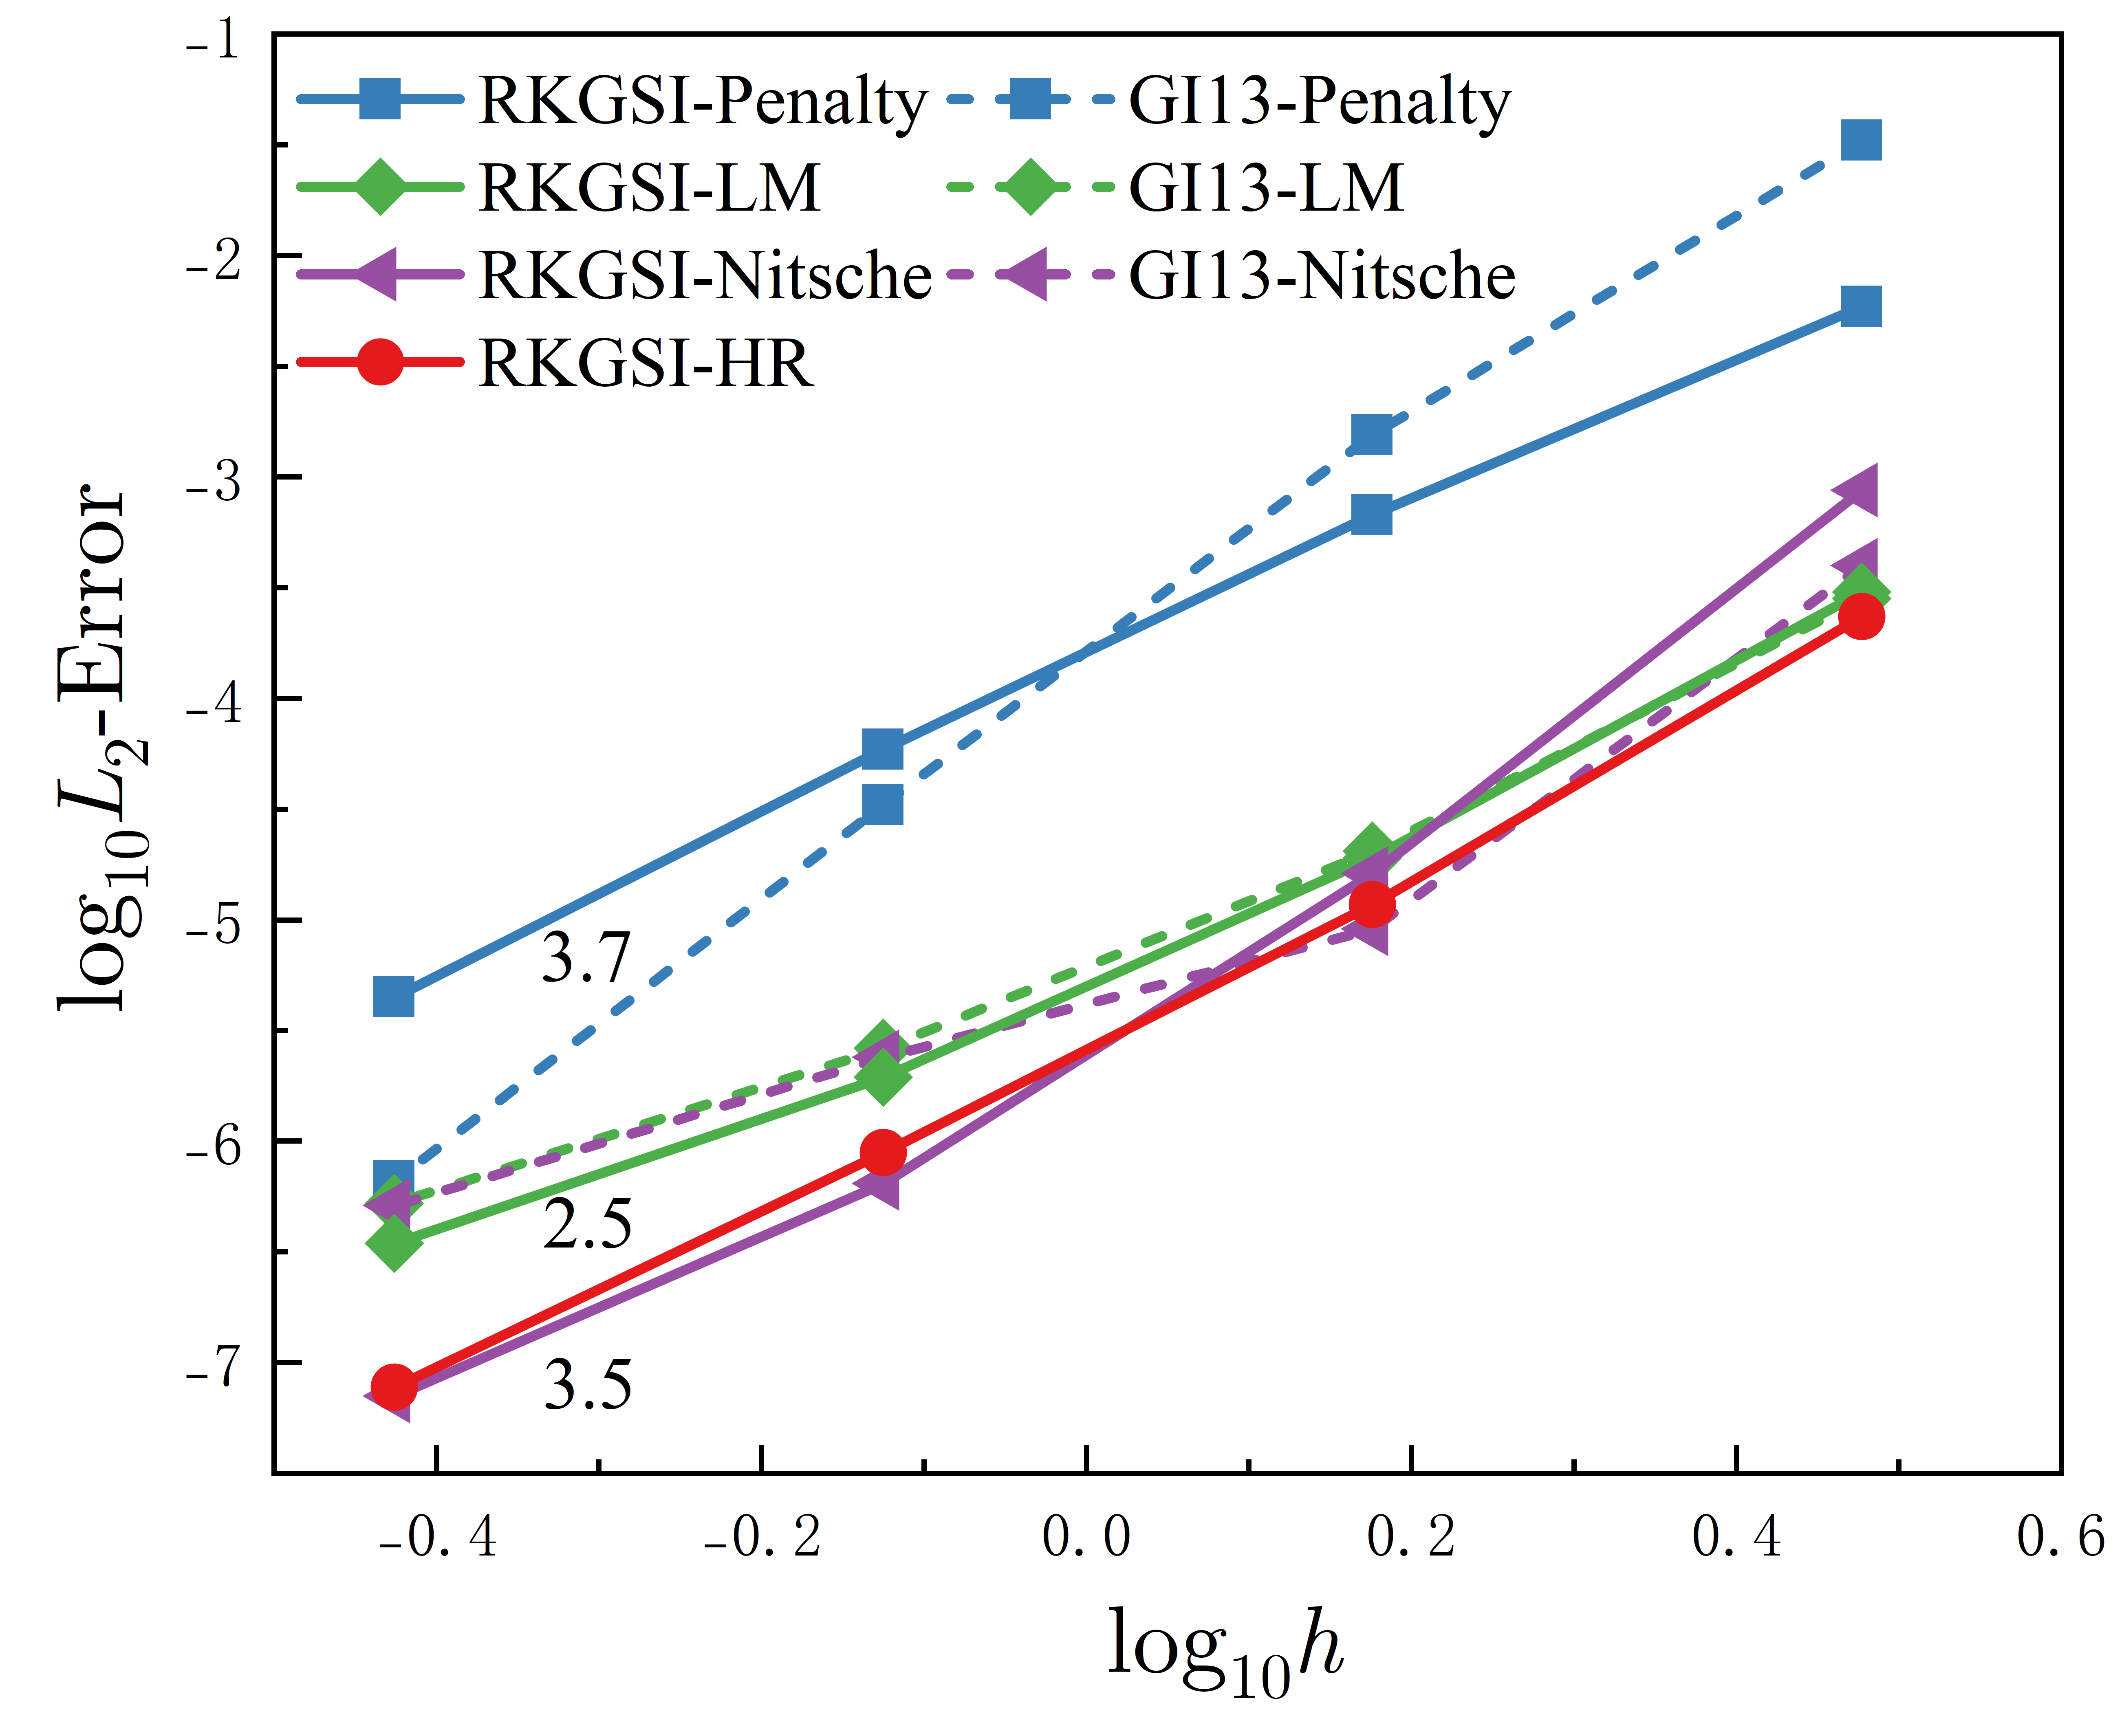 -1
-2
-3
-4
-5
-6
-7
log10L2-Error
RKGSI-Penalty
GI13-Penalty
RKGSI-LM
GI13-LM
RKGSI-Nitsche
GI13-Nitsche
RKGSI-HR
3.7
2.5
3.5
-0.4
-0.2
0.0
0.2
0.4
0.6
log10h